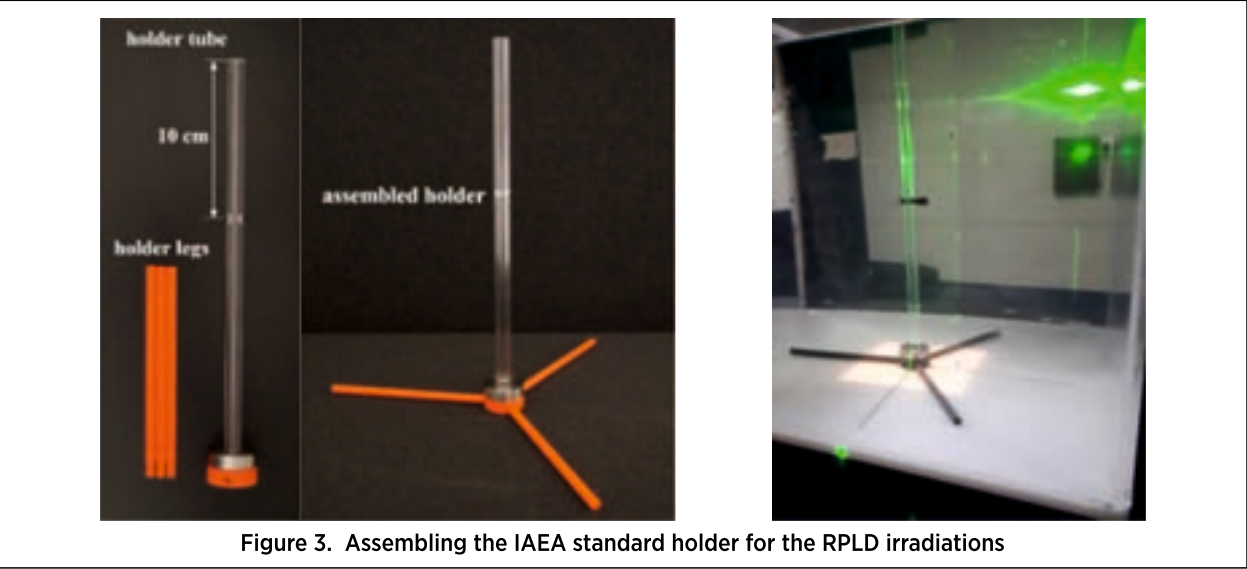 holder tube
10 cm
holder legs
assembled holder
Figure 3. Assembling the IAEA standard holder for the RPLD irradiations